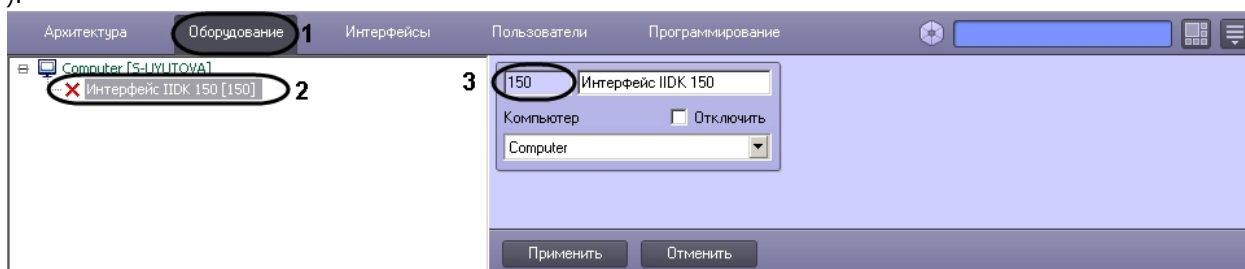 ).
Архитектура Оборудование 1 Интерфейсы Пользователи Программирование
Computer [S-UYUTOVA]
Интерфейс IIDK 150 [150] 2
3 150 Интерфейс IIDK 150
Компьютер Отключить
Computer
Применить Отменить